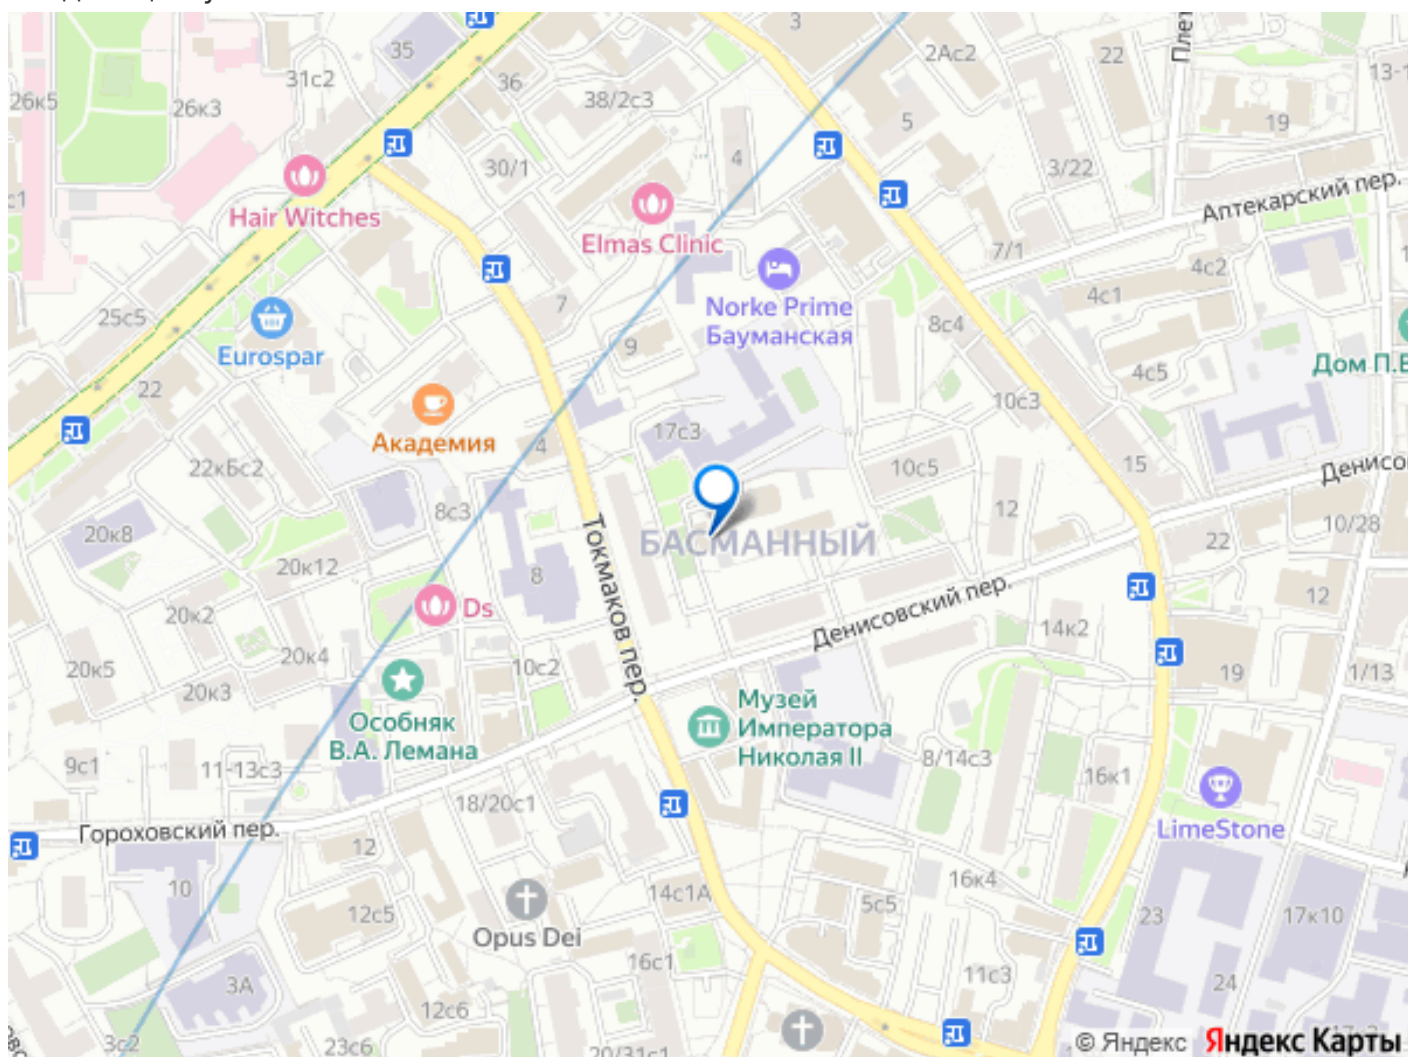 35
3
2Ас2
22
Плет
13-1
31с2
36
26к5
26к3
38/2с3
5
19
4
30/1
3/22
с1
Hair Witches
Elmas Clinic
Аптекарский пер.
7/1
4с2
4с1
7
Norke Prime
Бауманская
25с5
8с4
Eurospar
9
4с5
Дом П.В
22
10с3
17с3
Академия
4
22кБс2
10с5
15
Денисо
8с3
12
10/28
20к8
Токмаков пер.
БАСМАННЫЙ
22
20к12
8
12
20к2
Ds
Денисовский пер.
14к2
20к4
20к5
10с2
19
1/13
20к3
Особняк
В.А. Лемана
Музей
Императора
Николая II
9с1
11-13с3
8/14с3
16к1
18/20с1
Гороховский пер.
LimeStone
12
10
14с1А
16к4
5с5
12с5
23
17к10
Opus Dei
16с1
3А
11с3
24
12с6
3с2
23с6
20/31с1
© Яндекс
Яндекс Карты